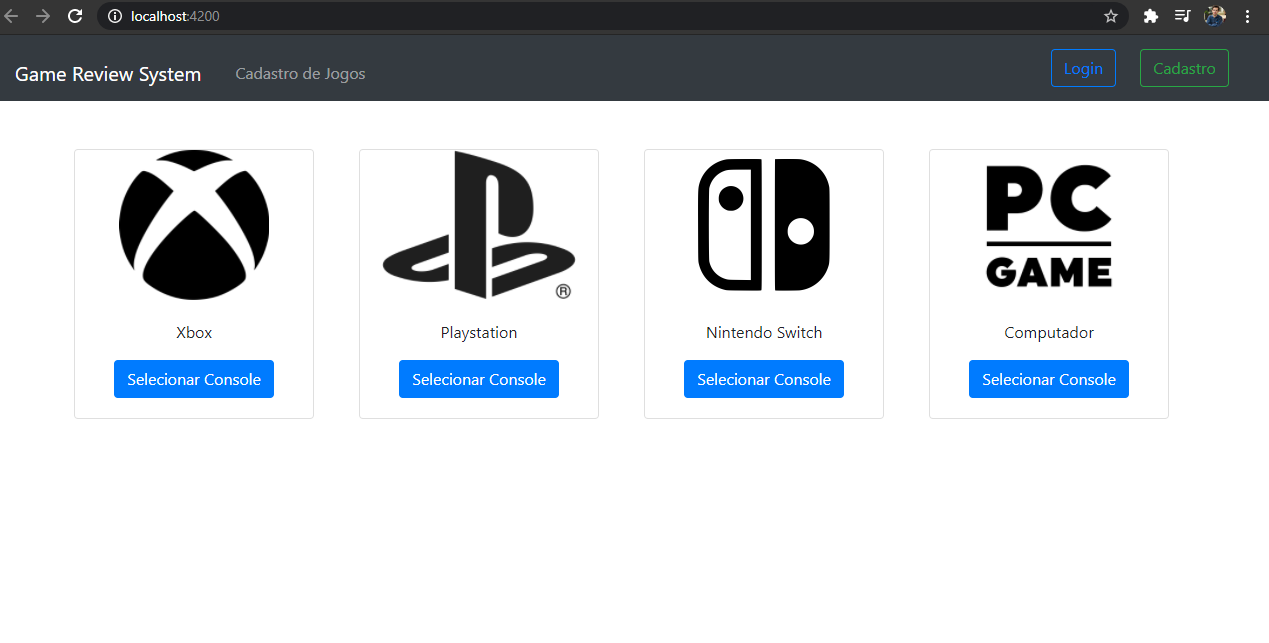 localhost:4200
Game Review System
Cadastro de Jogos
Login
Cadastro
®
PC
GAME
Xbox
Playstation
Nintendo Switch
Computador
Selecionar Console
Selecionar Console
Selecionar Console
Selecionar Console